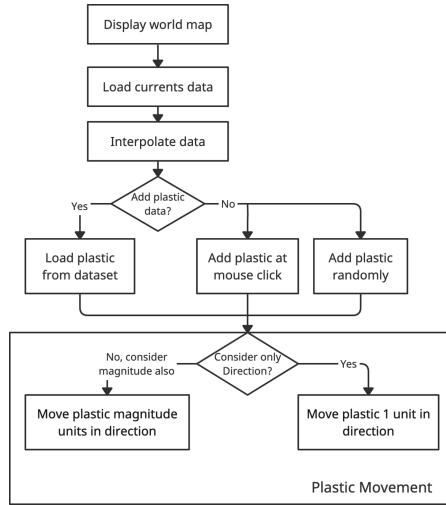 Display world map
Load currents data
Interpolate data
Add plastic
data?
Yes
No
Load plastic
from dataset
Add plastic at
mouse click
Add plastic
randomly
Consider only
Direction?
No, consider
magnitude also
Yes
Move plastic magnitude
units in direction
Move plastic 1 unit in
direction
Plastic Movement